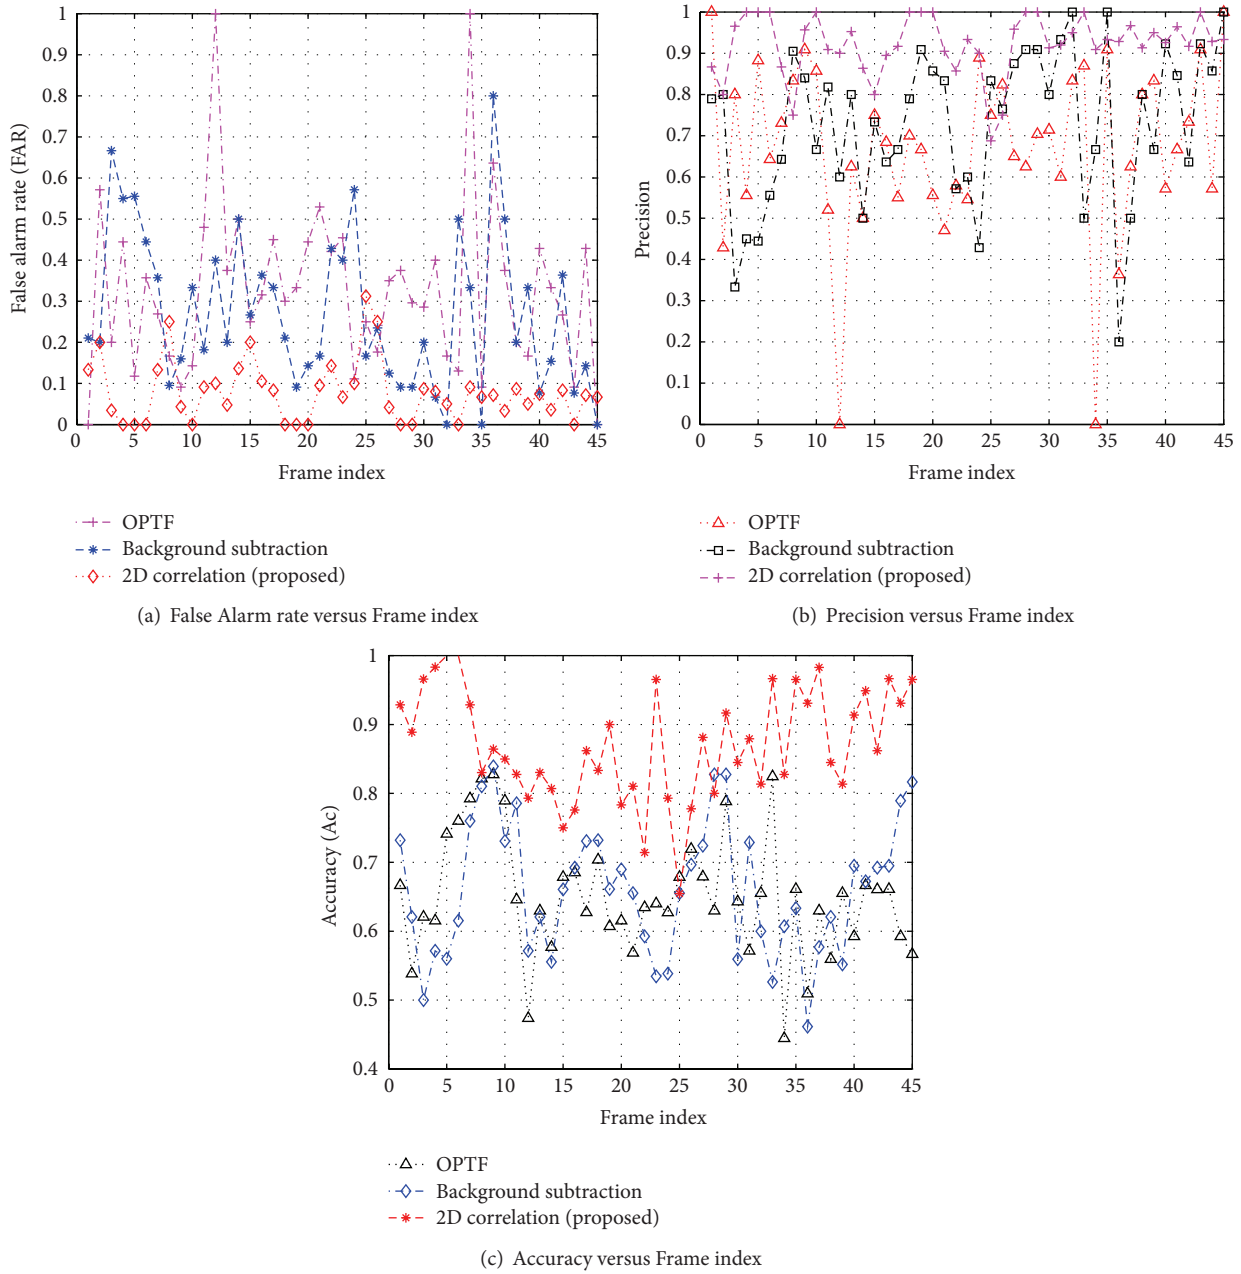 1
0.9
0.8
0.7
0.6
0.5
0.4
0.3
0.2
0.1
0
False alarm rate (FAR)
0 5 10 15 20 25 30 35 40 45
Frame index
OPTF
Background subtraction
2D correlation (proposed)
(a) False Alarm rate versus Frame index
1
0.9
0.8
0.7
0.6
0.5
0.4
0.3
0.2
0.1
0
Precision
0 5 10 15 20 25 30 35 40 45
Frame index
OPTF
Background subtraction
2D correlation (proposed)
(b) Precision versus Frame index
1
0.9
0.8
0.7
0.6
0.5
0.4
Accuracy (Ac)
0 5 10 15 20 25 30 35 40 45
Frame index
OPTF
Background subtraction
2D correlation (proposed)
(c) Accuracy versus Frame index